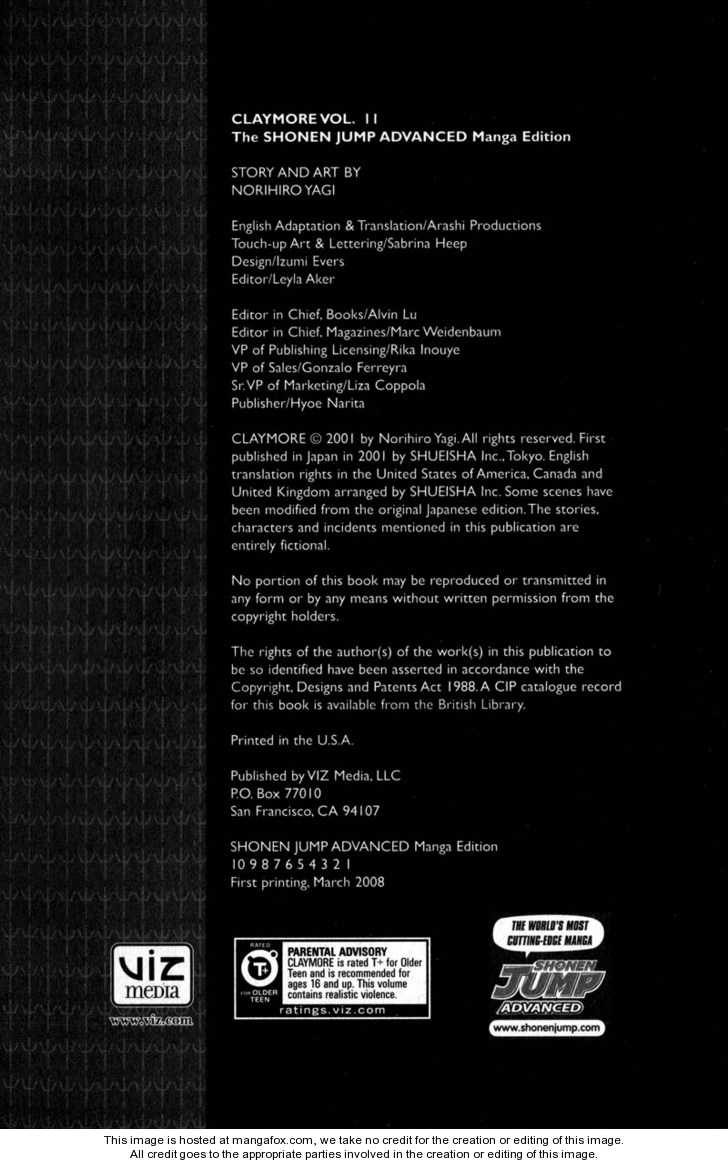 CLAYMORE VOL. 11
The SHONEN JUMP ADVANCED Manga Edition
STORY AND ART BY
NORIHIRO YAGI
English Adaptation & Translation/Arashi Productions
Touch-up Art & Lettering/Sabrina Heep
Design/Izumi Evers
Editor/Leyla Aker
Editor in Chief, Books/Alvin Lu
Editor in Chief, Magazines/Marc Weidenbaum
VP of Publishing Licensing/Rika Inouye
VP of Sales/Gonzalo Ferreyra
Sr. VP of Marketing/Liza Coppola
Publisher/Hyoe Narita
CLAYMORE © 2001 by Norihiro Yagi. All rights reserved. First
published in Japan in 2001 by SHUEISHA Inc., Tokyo. English
translation rights in the United States of America, Canada and
United Kingdom arranged by SHUEISHA Inc. Some scenes have
been modified from the original Japanese edition. The stories,
characters and incidents mentioned in this publication are
entirely fictional.
No portion of this book may be reproduced or transmitted in
any form or by any means without written permission from the
copyright holders.
The rights of the author(s) of the work(s) in this publication to
be so identified have been asserted in accordance with the
Copyright, Designs and Patents Act 1988. A CIP catalogue record
for this book is available from the British Library.
Printed in the U.S.A.
Published by VIZ Media, LLC
P.O. Box 77010
San Francisco, CA 94107
SHONEN JUMP ADVANCED Manga Edition
10 9 8 7 6 5 4 3 2 1
First printing, March 2008
viz
media
www.viz.com
RATED
T+
FOR OLDER
TEEN
PARENTAL ADVISORY
CLAYMORE is rated T+ for Older
Teen and is recommended for
ages 16 and up. This volume
contains realistic violence.
ratings.viz.com
THE WORLD'S MOST
CUTTING-EDGE MANGA
SHONEN
JUMP
ADVANCED
www.shonenjump.com
This image is hosted at mangafox.com, we take no credit for the creation or editing of this image.
All credit goes to the appropriate parties involved in the creation or editing of this image.